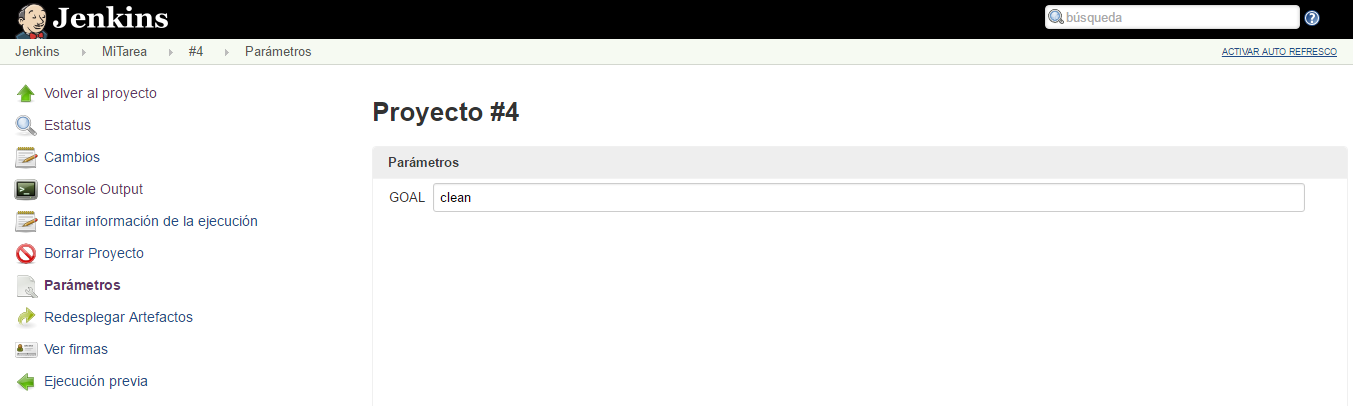 Jenkins
búsqueda
Jenkins MiTarea #4 Parámetros
ACTIVAR AUTO REFRESCO
Volver al proyecto
Estatus
Cambios
Console Output
Editar información de la ejecución
Borrar Proyecto
Parámetros
Redesplegar Artefactos
Ver firmas
Ejecución previa
Proyecto #4
Parámetros
GOAL clean